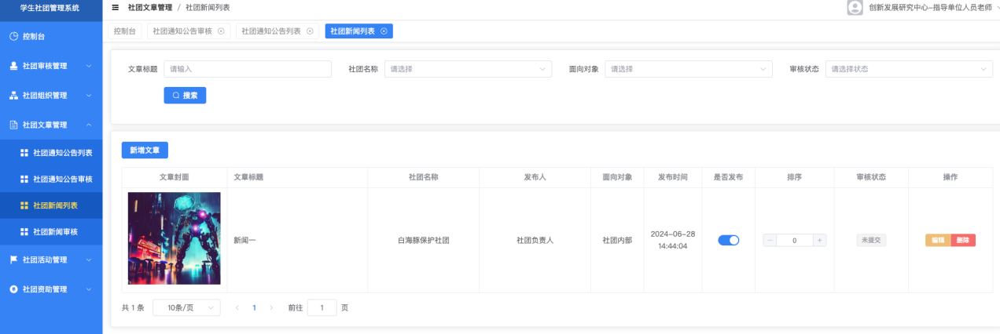 学生社团管理系统
社团文章管理 / 社团新闻列表
创新发展研究中心-指导单位人员老师
控制台
社团审核管理
社团组织管理
社团文章管理
社团通知公告列表
社团通知公告审核
社团新闻列表
社团新闻审核
社团活动管理
社团资助管理
控制台 社团通知公告审核 社团通知公告列表 社团新闻列表
文章标题 请输入 社团名称 请选择 面向对象 请选择 审核状态 请选择状态
搜索
新增文章
文章封面 文章标题 社团名称 发布人 面向对象 发布时间 是否发布 排序 审核状态 操作
新闻一 白海豚保护社团 社团负责人 社团内部 2024-06-28 14:44:04 0 未提交 编辑 删除
共 1 条 10条/页 1 前往 1 页